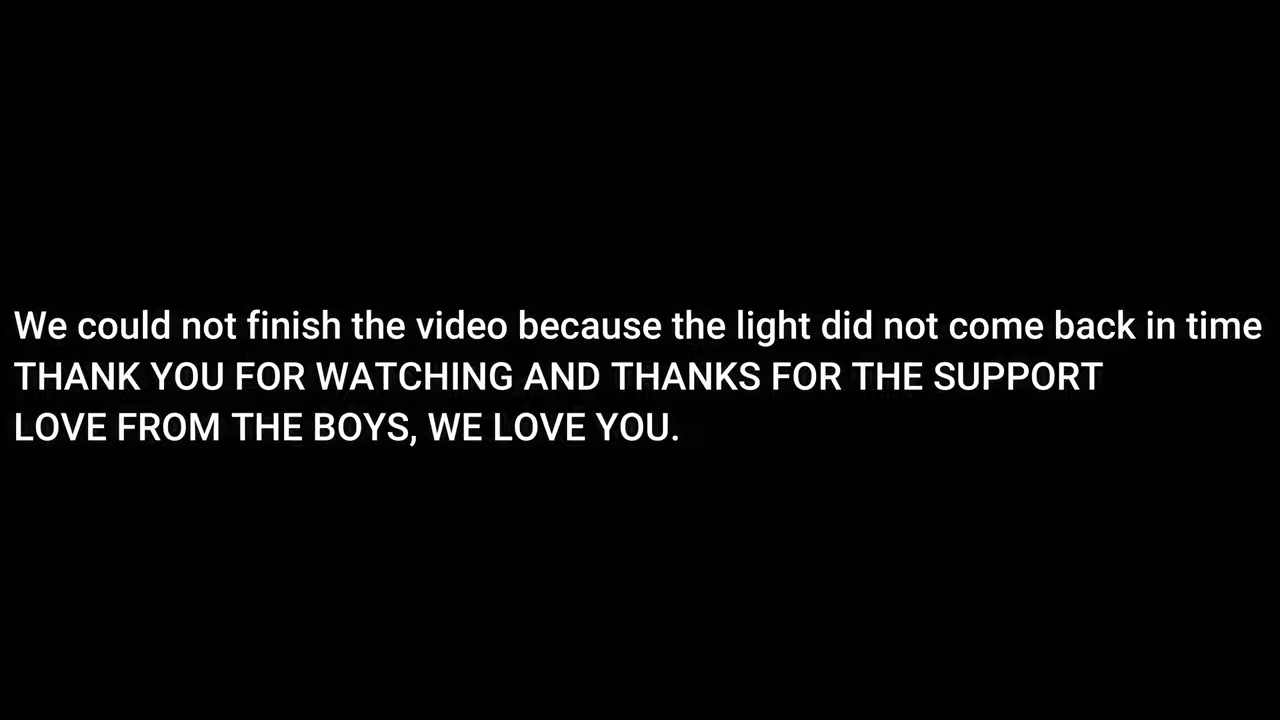 We could not finish the video because the light did not come back in time
THANK YOU FOR WATCHING AND THANKS FOR THE SUPPORT
LOVE FROM THE BOYS, WE LOVE YOU.